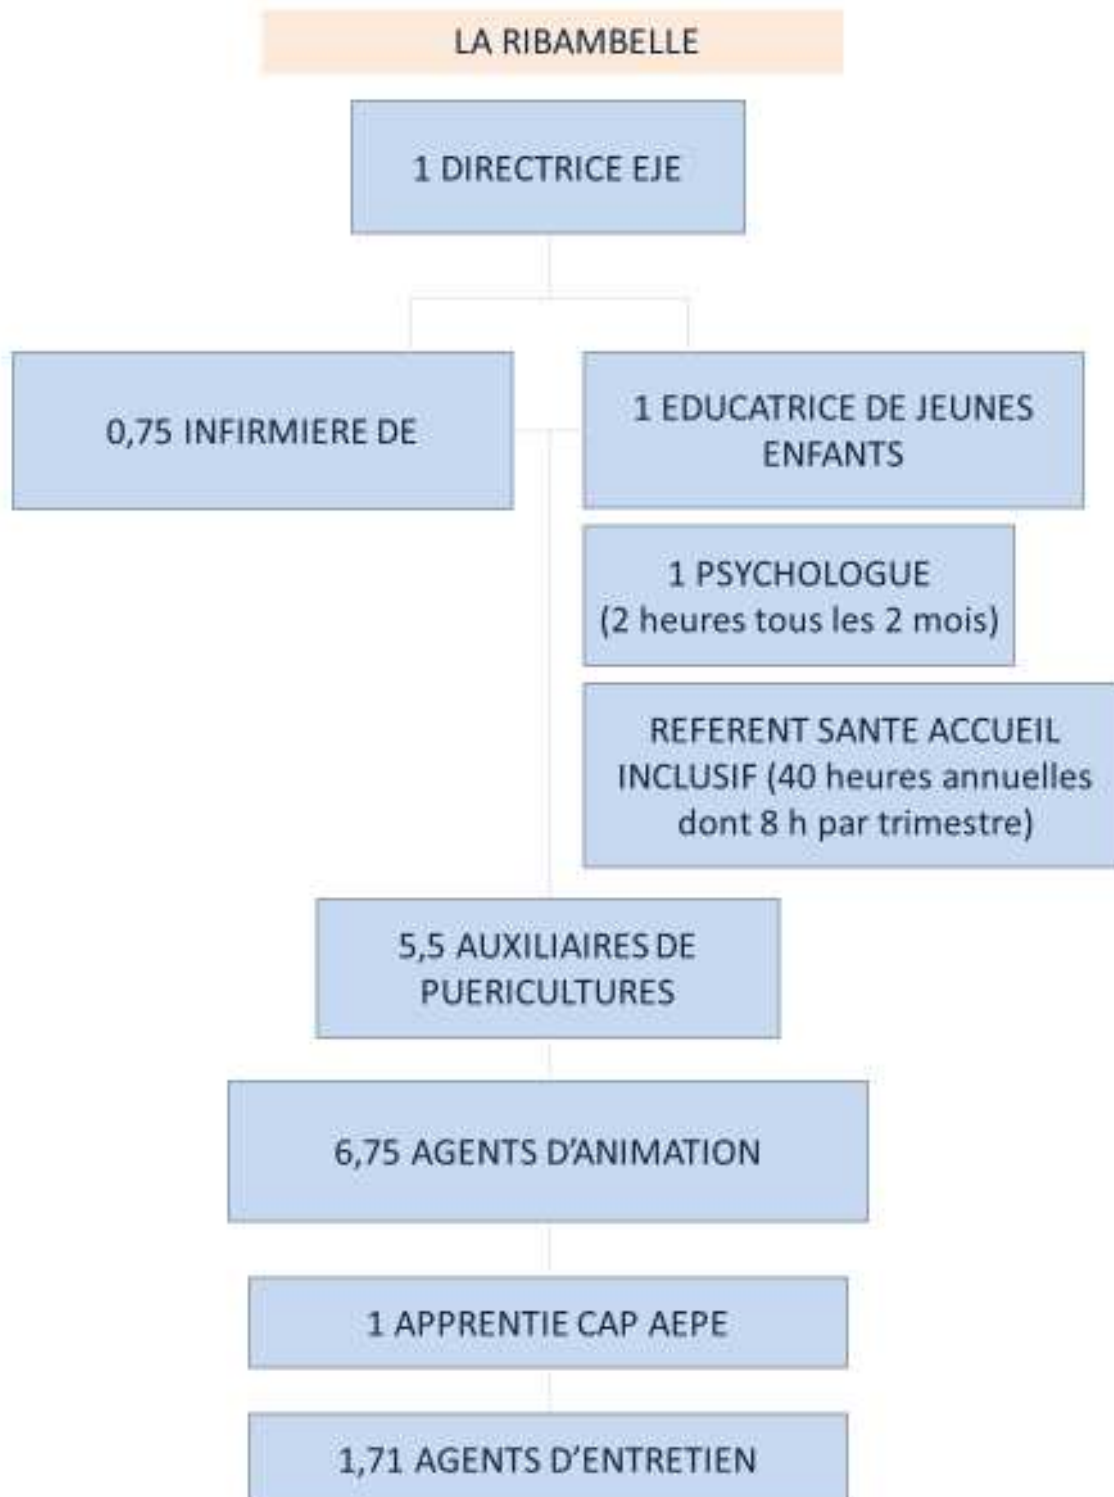 LA RIBAMBELLE
1 DIRECTRICE EJE
0,75 INFIRMIERE DE
1 EDUCATRICE DE JEUNES
ENFANTS
1 PSYCHOLOGUE
(2 heures tous les 2 mois)
REFERENT SANTE ACCUEIL
INCLUSIF (40 heures annuelles
dont 8 h par trimestre)
5,5 AUXILIAIRES DE
PUERICULTURES
6,75 AGENTS D’ANIMATION
1 APPRENTIE CAP AEPE
1,71 AGENTS D’ENTRETIEN